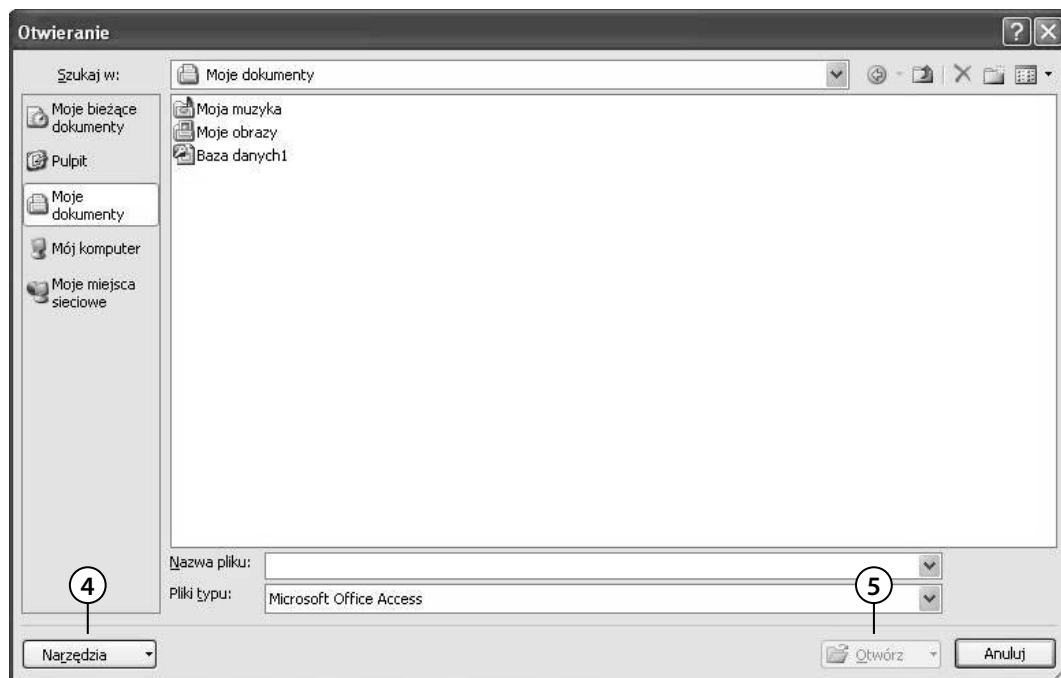 Otwieranie
Szukaj w:
Moje dokumenty
Moje bieżące
dokumenty
Pulpit
Moje
dokumenty
Mój komputer
Moje miejsca
sieciowe
Moja muzyka
Moje obrazy
Baza danych1
Nazwa pliku:
Pliki typu:
Microsoft Office Access
4
5
Narzędzia
Otwórz
Anuluj